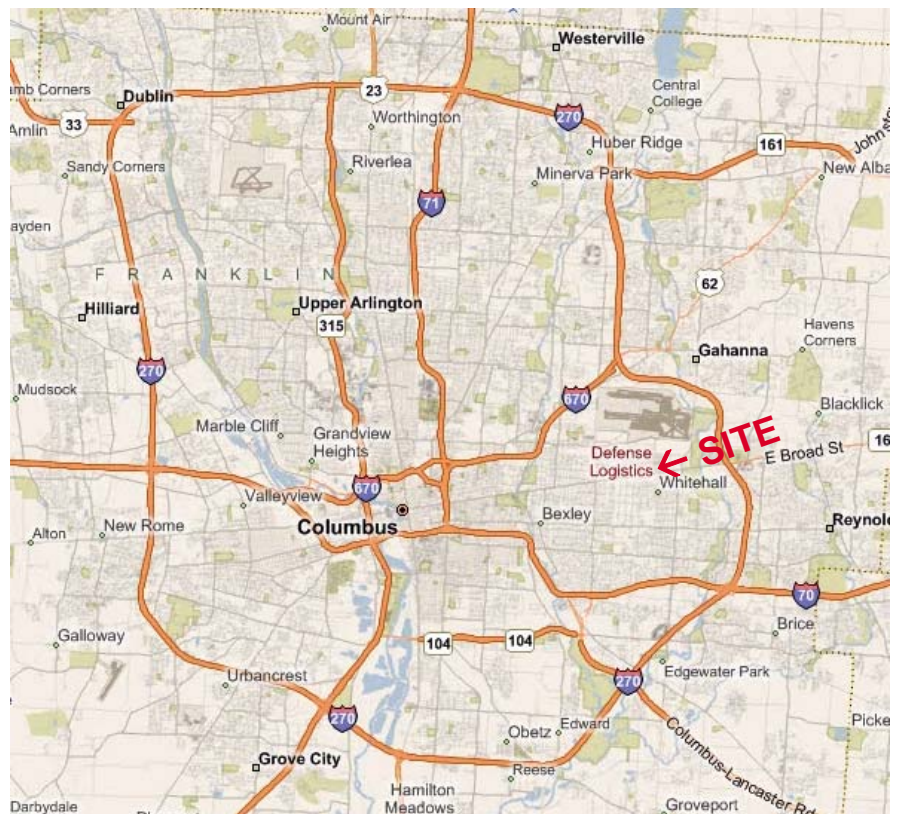 Mount Air
Westerville
23
Central
College
amb Corners
Dublin
270
Worthington
33
Amlin
161
Johnst
Huber Ridge
Riverlea
Sandy Corners
Minerva Park
New Alba
71
ayden
FRANKLIN
62
Hilliard
Upper Arlington
315
Havens
Corners
Gahanna
270
Mudsock
670
Blacklick
Marble Cliff
Grandview
Heights
SITE
Defense
Logistics
E Broad St
16
Whitehall
670
Valleyview
Columbus
Bexley
Alton
New Rome
Reynol
70
Brice
Galloway
104
104
Edgewater Park
Urbancrest
270
270
Obetz
Edward
Columbus-Lancaster Rd
Picke
Grove City
Reese
Hamilton
Meadows
Darbydale
Groveport